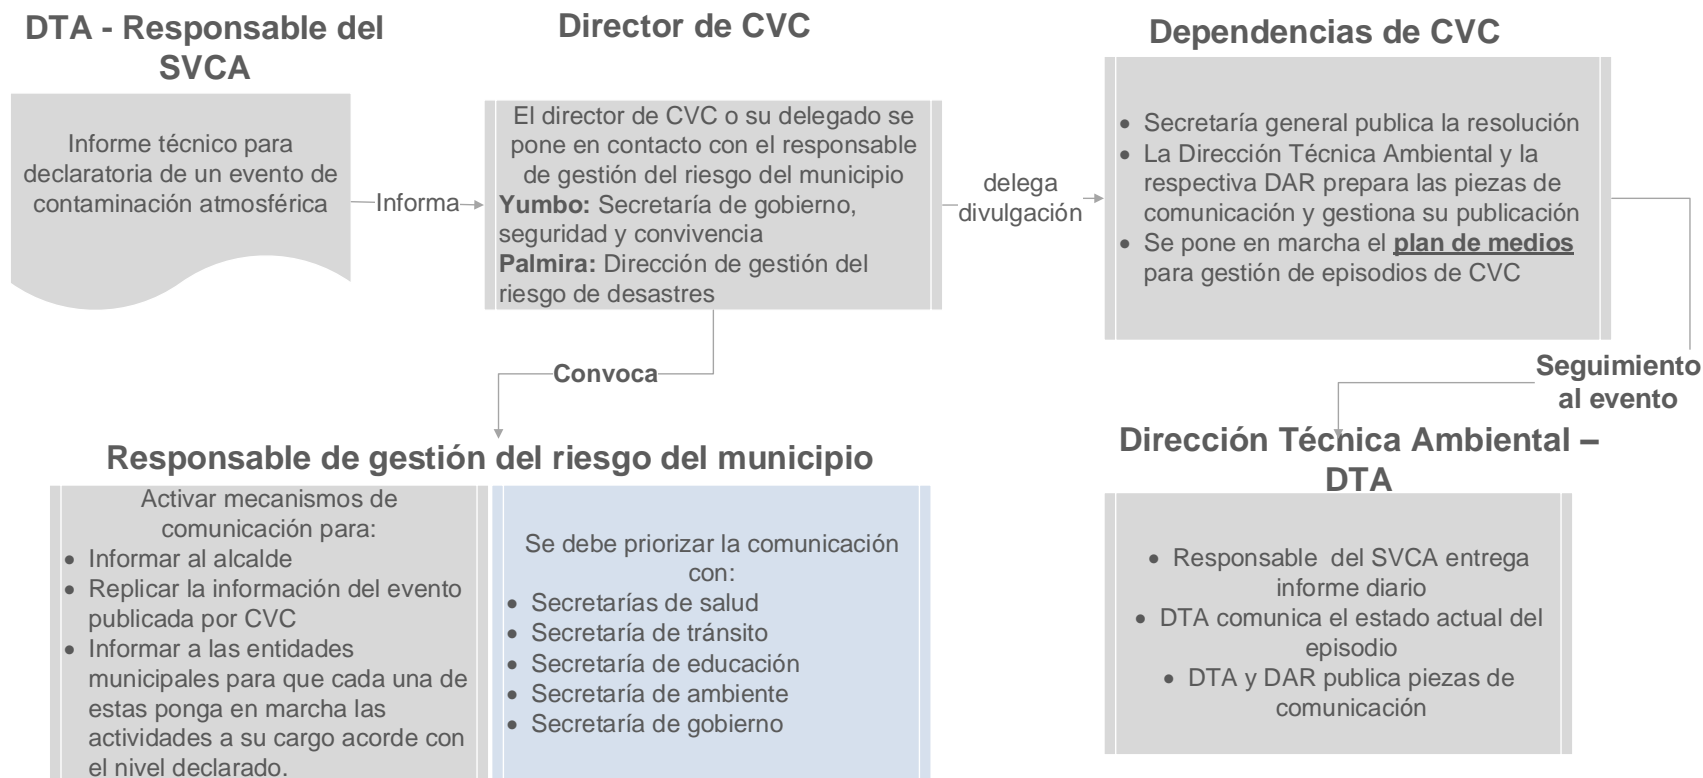 DTA - Responsable del
SVCA
Informe técnico para
declaratoria de un evento de
contaminación atmosférica
Informa
Director de CVC
El director de CVC o su delegado se
pone en contacto con el responsable
de gestión del riesgo del municipio
Yumbo: Secretaría de gobierno,
seguridad y convivencia
Palmira: Dirección de gestión del
riesgo de desastres
delega
divulgación
Dependencias de CVC
• Secretaría general publica la resolución
• La Dirección Técnica Ambiental y la
respectiva DAR prepara las piezas de
comunicación y gestiona su publicación
• Se pone en marcha el plan de medios
para gestión de episodios de CVC
Convoca
Seguimiento
al evento
Responsable de gestión del riesgo del municipio
Activar mecanismos de
comunicación para:
• Informar al alcalde
• Replicar la información del evento
publicada por CVC
• Informar a las entidades
municipales para que cada una de
estas ponga en marcha las
actividades a su cargo acorde con
el nivel declarado.
Se debe priorizar la comunicación
con:
• Secretarías de salud
• Secretaría de tránsito
• Secretaría de educación
• Secretaría de ambiente
• Secretaría de gobierno
Dirección Técnica Ambiental –
DTA
• Responsable del SVCA entrega
informe diario
• DTA comunica el estado actual del
episodio
• DTA y DAR publica piezas de
comunicación